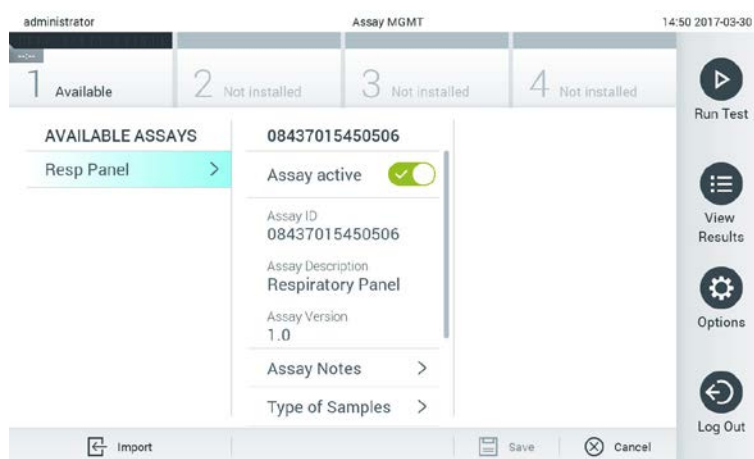 administrator Assay MGMT 14:50 2017-03-30
--:--
1 Available
2 Not installed
3 Not installed
4 Not installed
Run Test
AVAILABLE ASSAYS
Resp Panel >
08437015450506
Assay active
Assay ID
08437015450506
Assay Description
Respiratory Panel
Assay Version
1.0
Assay Notes >
Type of Samples >
View
Results
Options
Log Out
Import
Save
Cancel